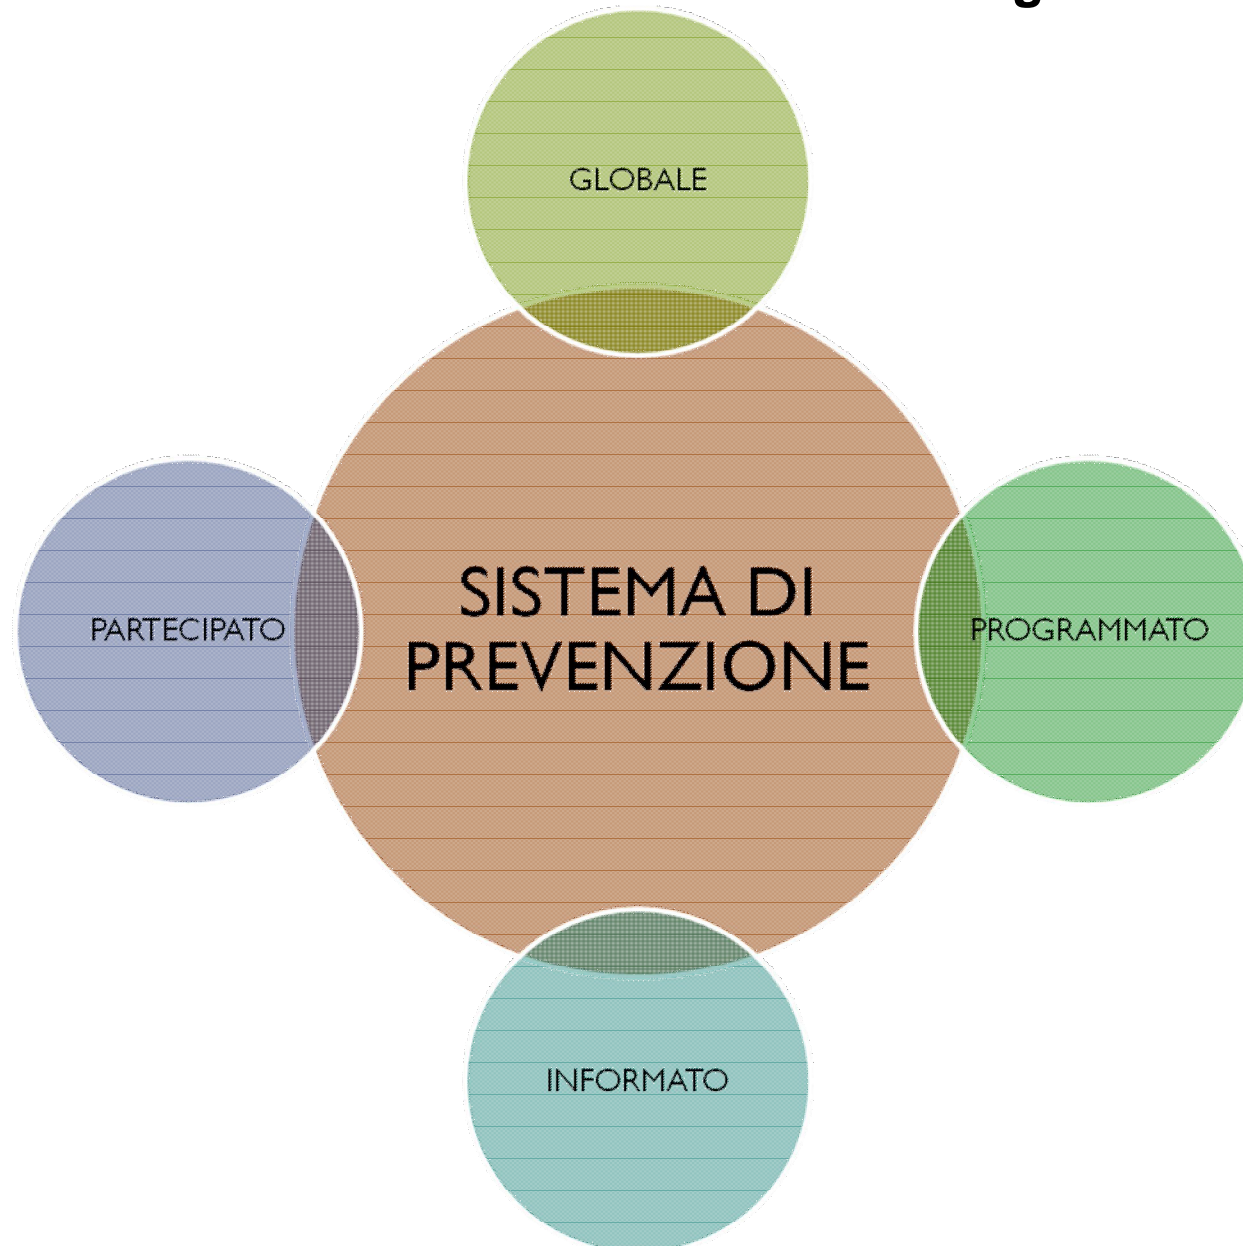 GLOBALE
PARTECIPATO
SISTEMA DI
PREVENZIONE
PROGRAMMATO
INFORMATO